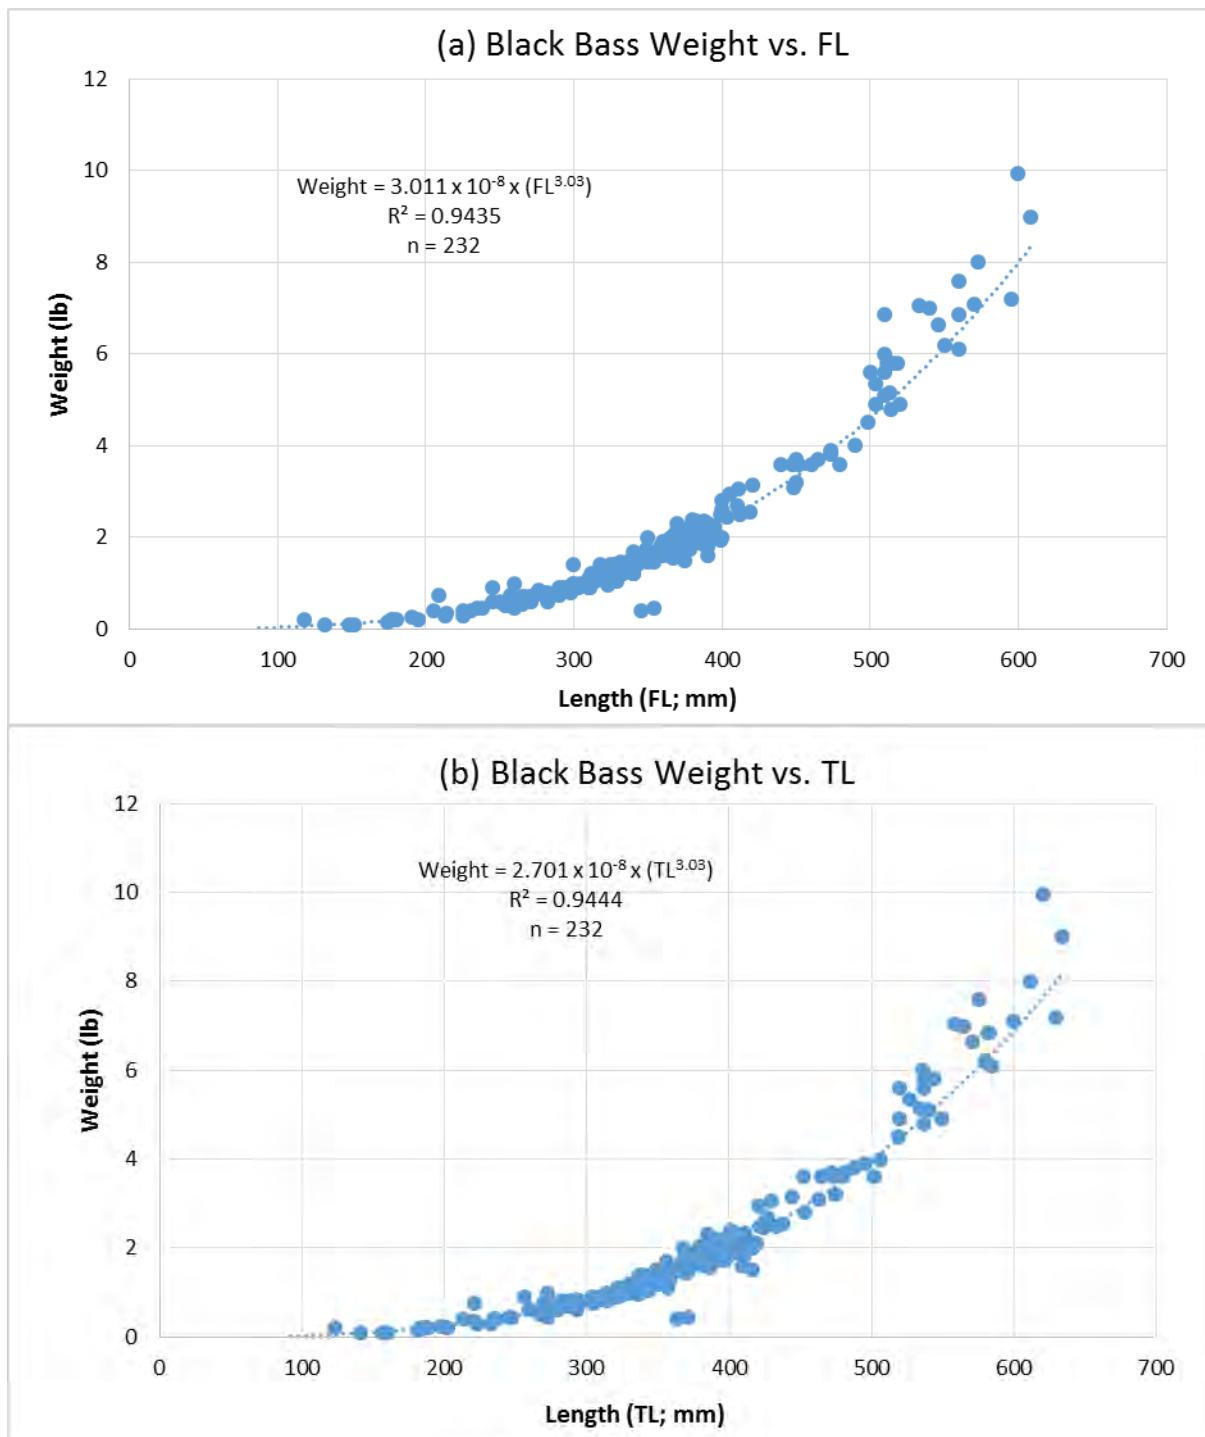 (a) Black Bass Weight vs. FL
12
10
8
6
4
2
0
Weight (lb)
Weight = 3.011 x 10⁻⁸ x (FL³·⁰³)
R² = 0.9435
n = 232
0 100 200 300 400 500 600 700
Length (FL; mm)
(b) Black Bass Weight vs. TL
12
10
8
6
4
2
0
Weight (lb)
Weight = 2.701 x 10⁻⁸ x (TL³·⁰³)
R² = 0.9444
n = 232
0 100 200 300 400 500 600 700
Length (TL; mm)